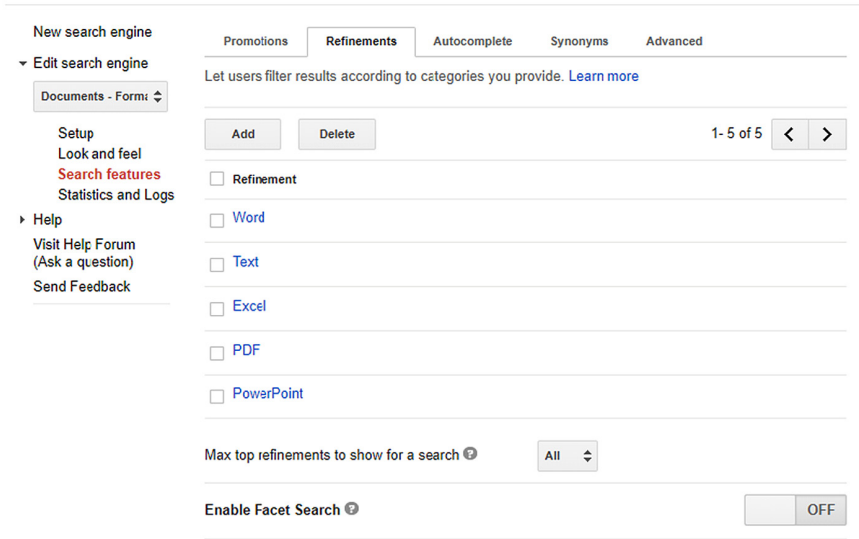 New search engine
Edit search engine
Documents - Forma
Setup
Look and feel
Search features
Statistics and Logs
Help
Visit Help Forum
(Ask a question)
Send Feedback
Promotions Refinements Autocomplete Synonyms Advanced
Let users filter results according to categories you provide. Learn more
Add Delete 1- 5 of 5
Refinement
Word
Text
Excel
PDF
PowerPoint
Max top refinements to show for a search ? All
Enable Facet Search ? OFF